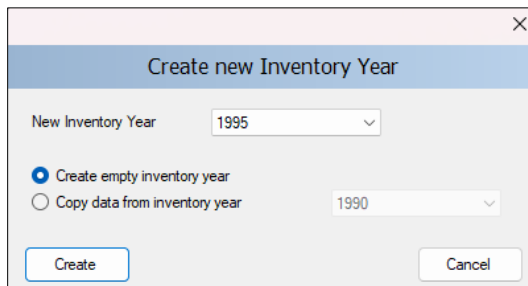 Create new Inventory Year
New Inventory Year 1995
Create empty inventory year
Copy data from inventory year 1990
Create Cancel